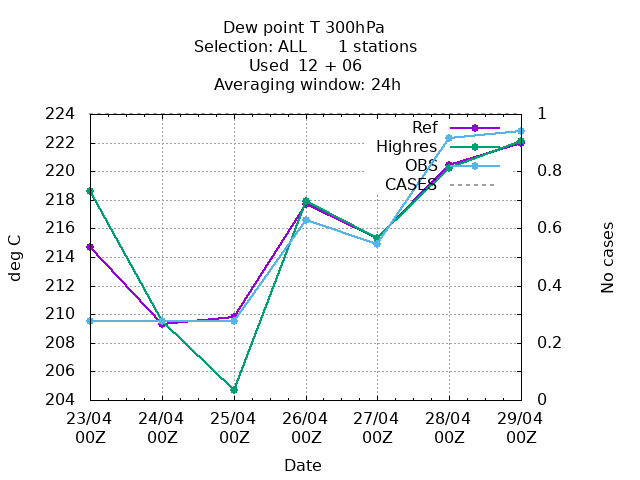 Dew point T 300hPa
Selection: ALL 1 stations
Used 12 + 06
Averaging window: 24h
224
222
220
218
216
214
212
210
208
206
204
deg C
1
0.8
0.6
0.4
0.2
0
No cases
Ref
Highres
OBS
CASES
23/04 24/04 25/04 26/04 27/04 28/04 29/04
00Z 00Z 00Z 00Z 00Z 00Z 00Z
Date